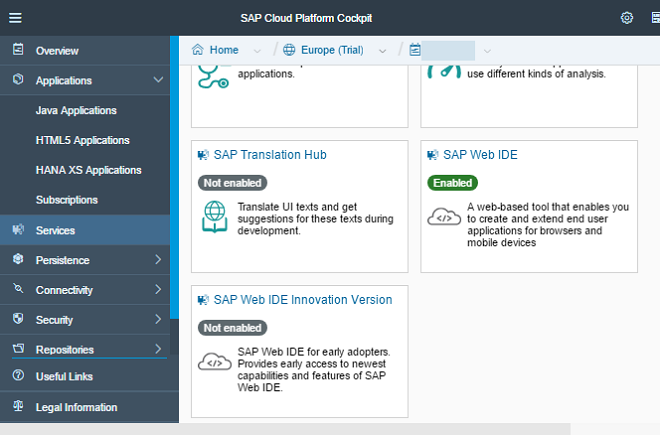 SAP Cloud Platform Cockpit
Home
Europe (Trial)
Overview
Applications
Java Applications
HTML5 Applications
HANA XS Applications
Subscriptions
Services
Persistence
Connectivity
Security
Repositories
Useful Links
Legal Information
applications.
use different kinds of analysis.
SAP Translation Hub
Not enabled
Translate UI texts and get
suggestions for these texts during
development.
SAP Web IDE
Enabled
A web-based tool that enables you
to create and extend end user
applications for browsers and
mobile devices
SAP Web IDE Innovation Version
Not enabled
SAP Web IDE for early adopters.
Provides early access to newest
capabilities and features of SAP
Web IDE.